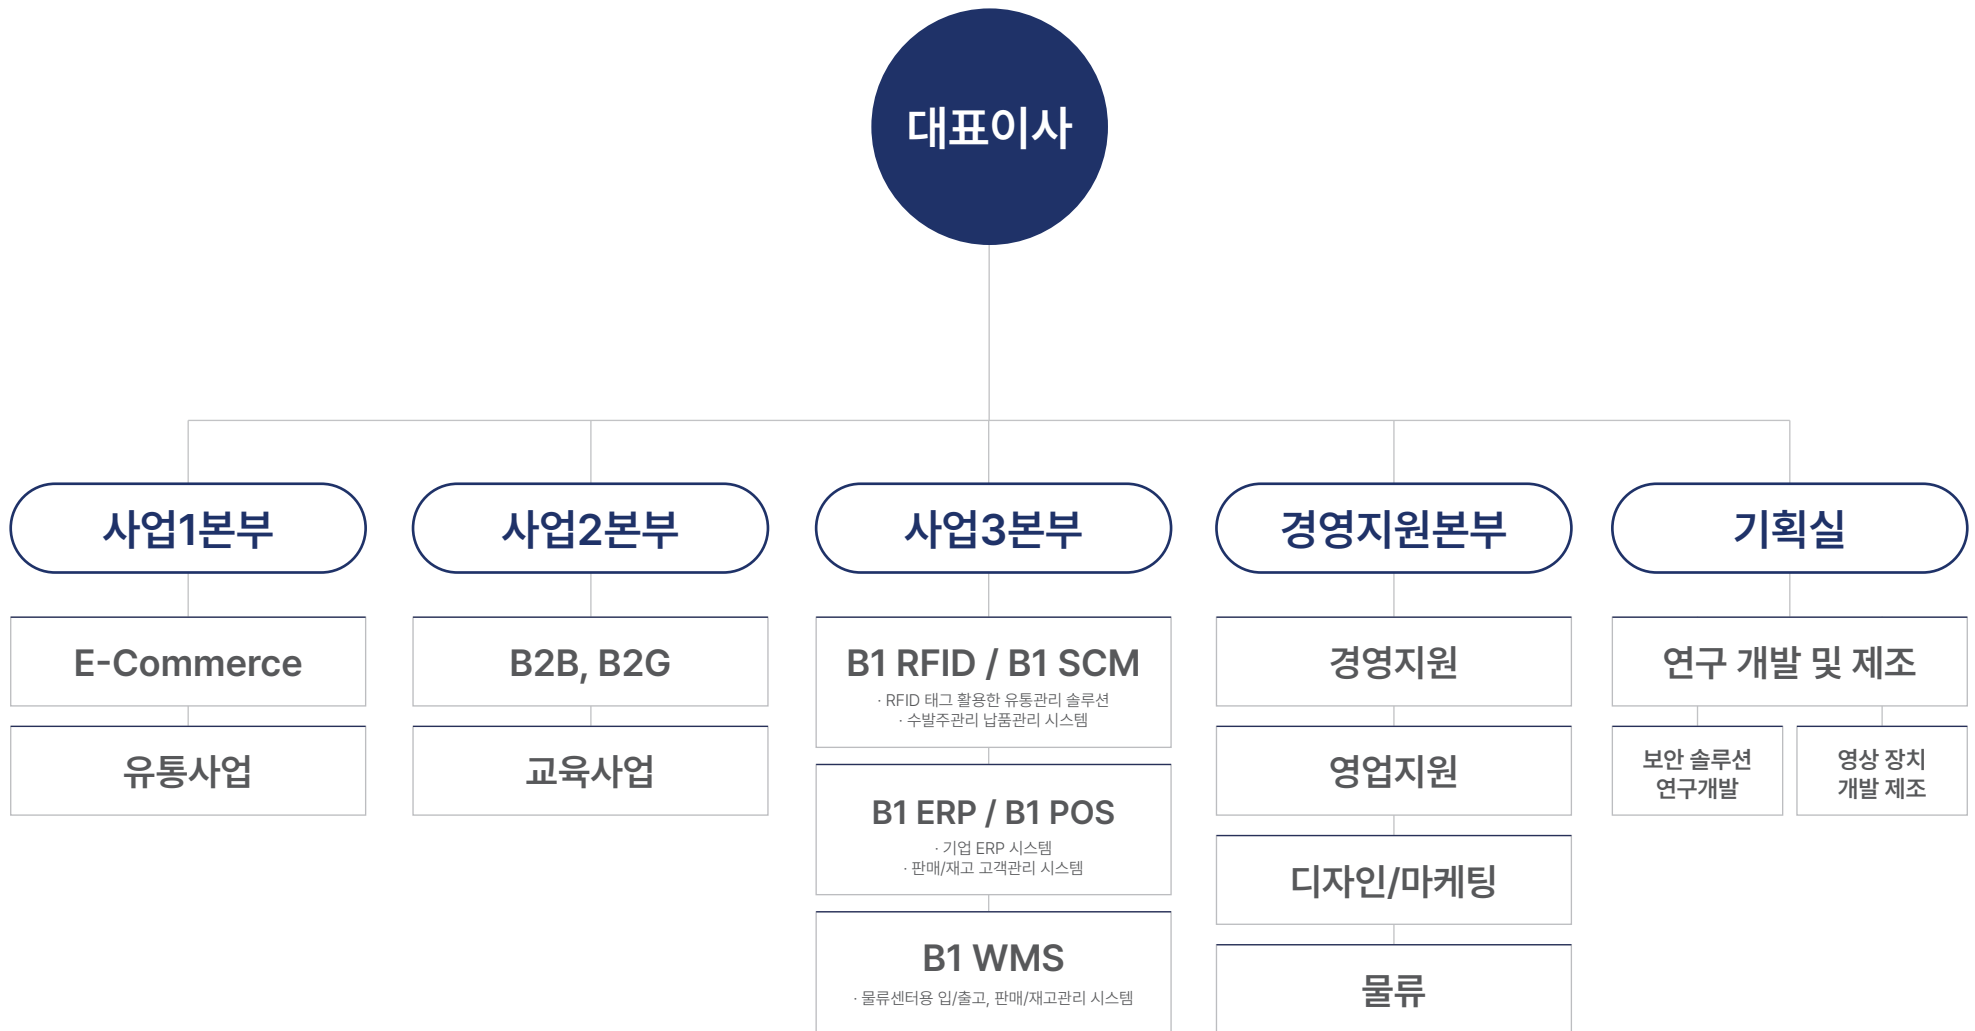 대표이사
사업1본부
E-Commerce
유통사업
사업2본부
B2B, B2G
교육사업
사업3본부
B1 RFID / B1 SCM
· RFID 태그 활용한 유통관리 솔루션
· 수발주관리 납품관리 시스템
B1 ERP / B1 POS
· 기업 ERP 시스템
· 판매/재고 고객관리 시스템
B1 WMS
· 물류센터용 입/출고, 판매/재고관리 시스템
경영지원본부
경영지원
영업지원
디자인/마케팅
물류
기획실
연구 개발 및 제조
보안 솔루션
연구개발
영상 장치
개발 제조